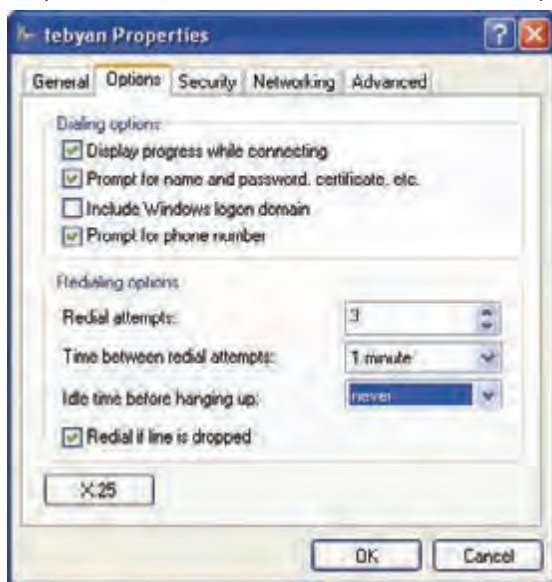 tebyan Properties
General Options Security Networking Advanced
Dialing options
Display progress while connecting
Prompt for name and password, certificate, etc.
Include Windows logon domain
Prompt for phone number
Redialing options
Redial attempts: 3
Time between redial attempts: 1 minute
Idle time before hanging up: never
Redial if line is dropped
X.25
OK Cancel